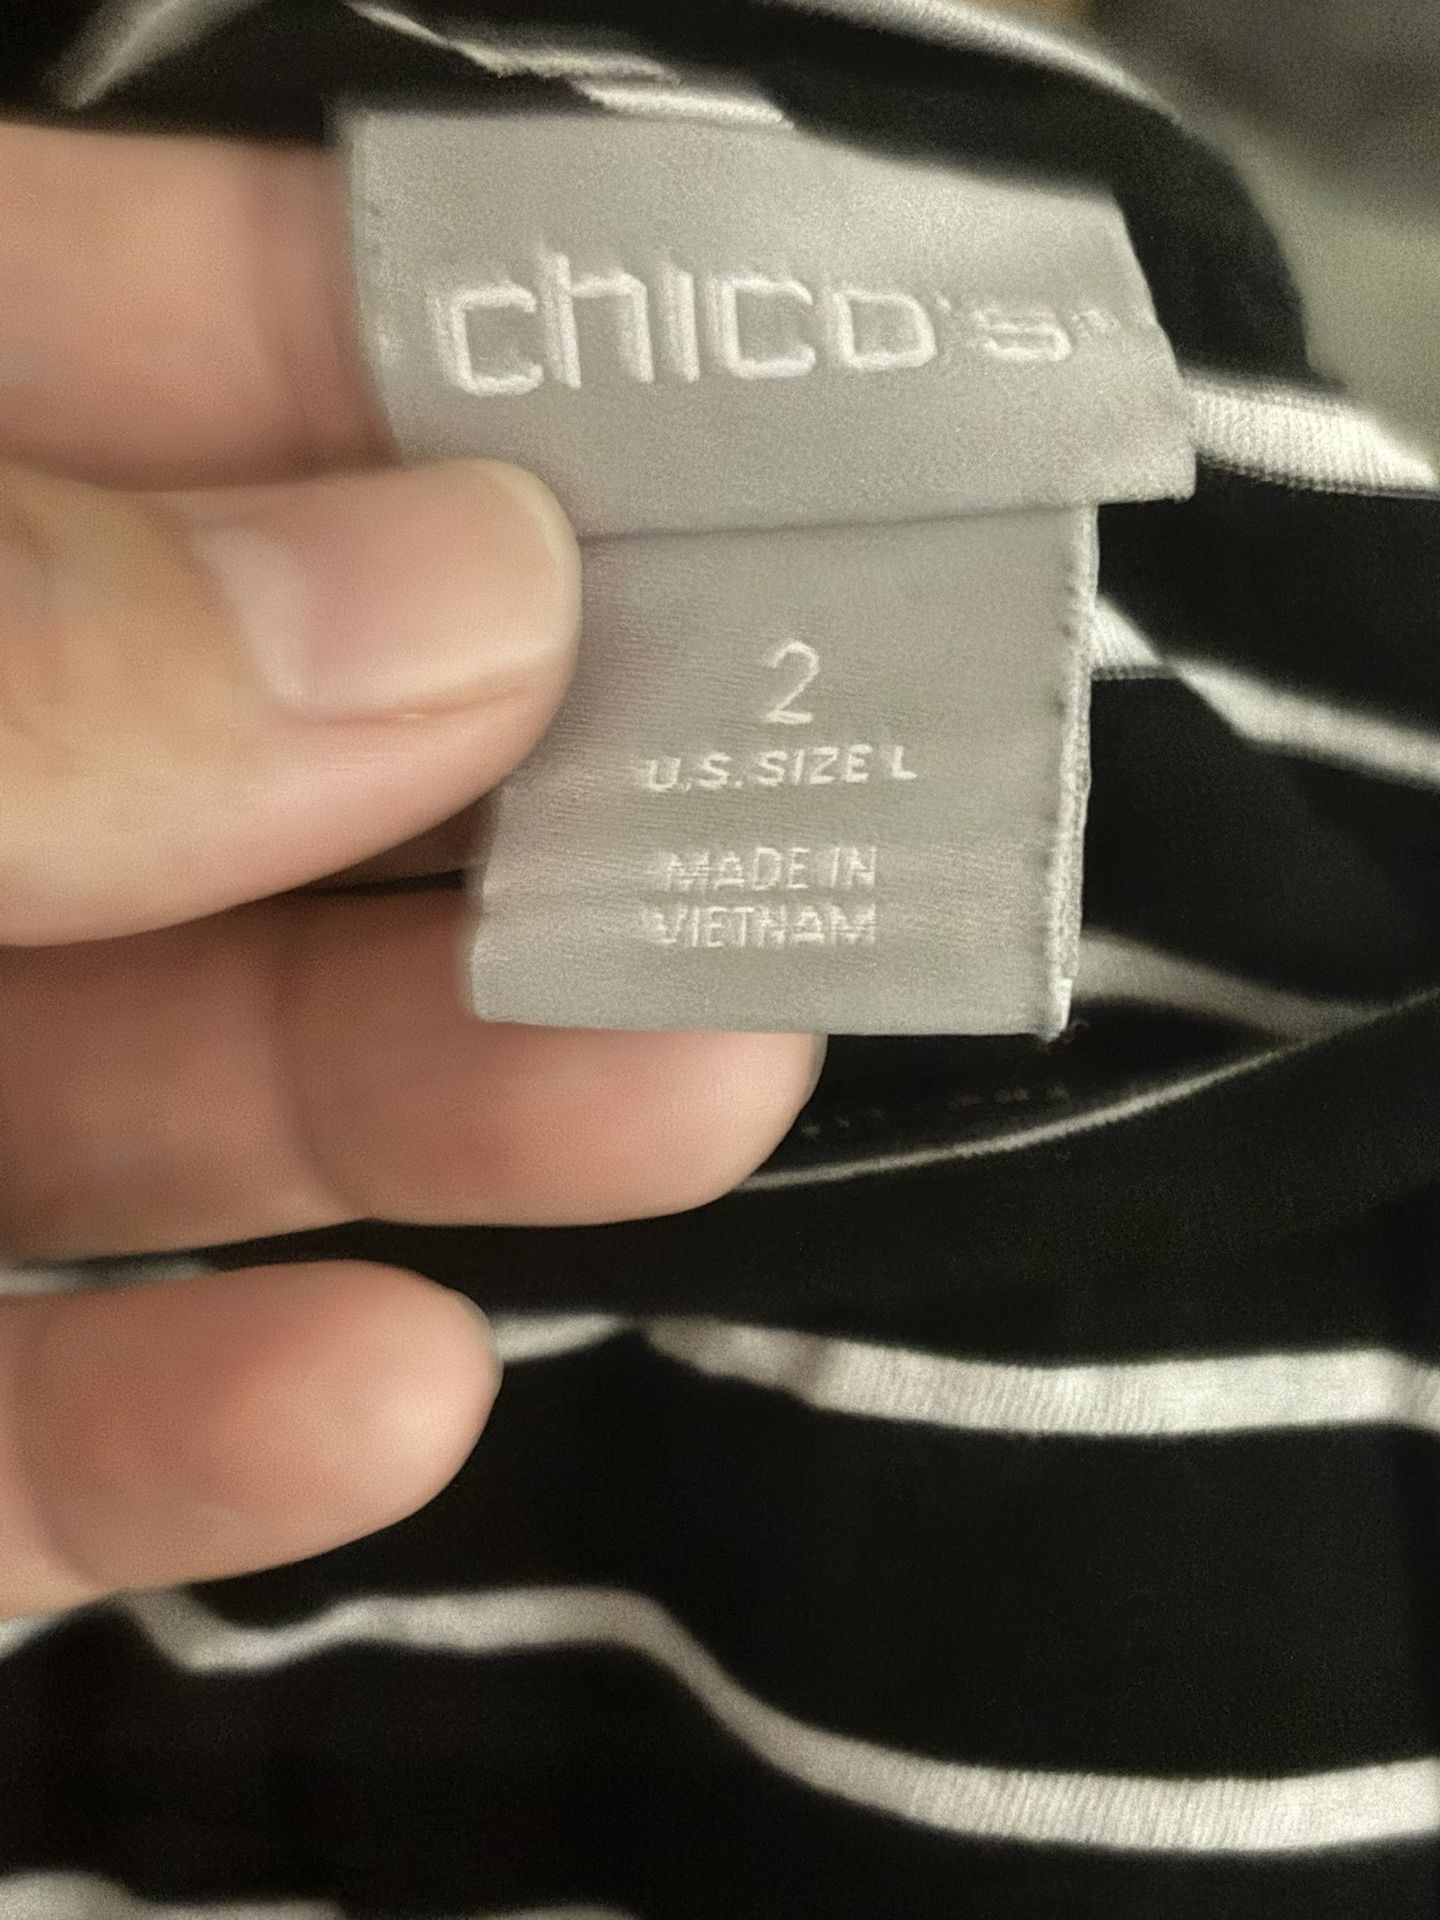 chico's®
2
U.S. SIZE L
MADE IN
VIETNAM